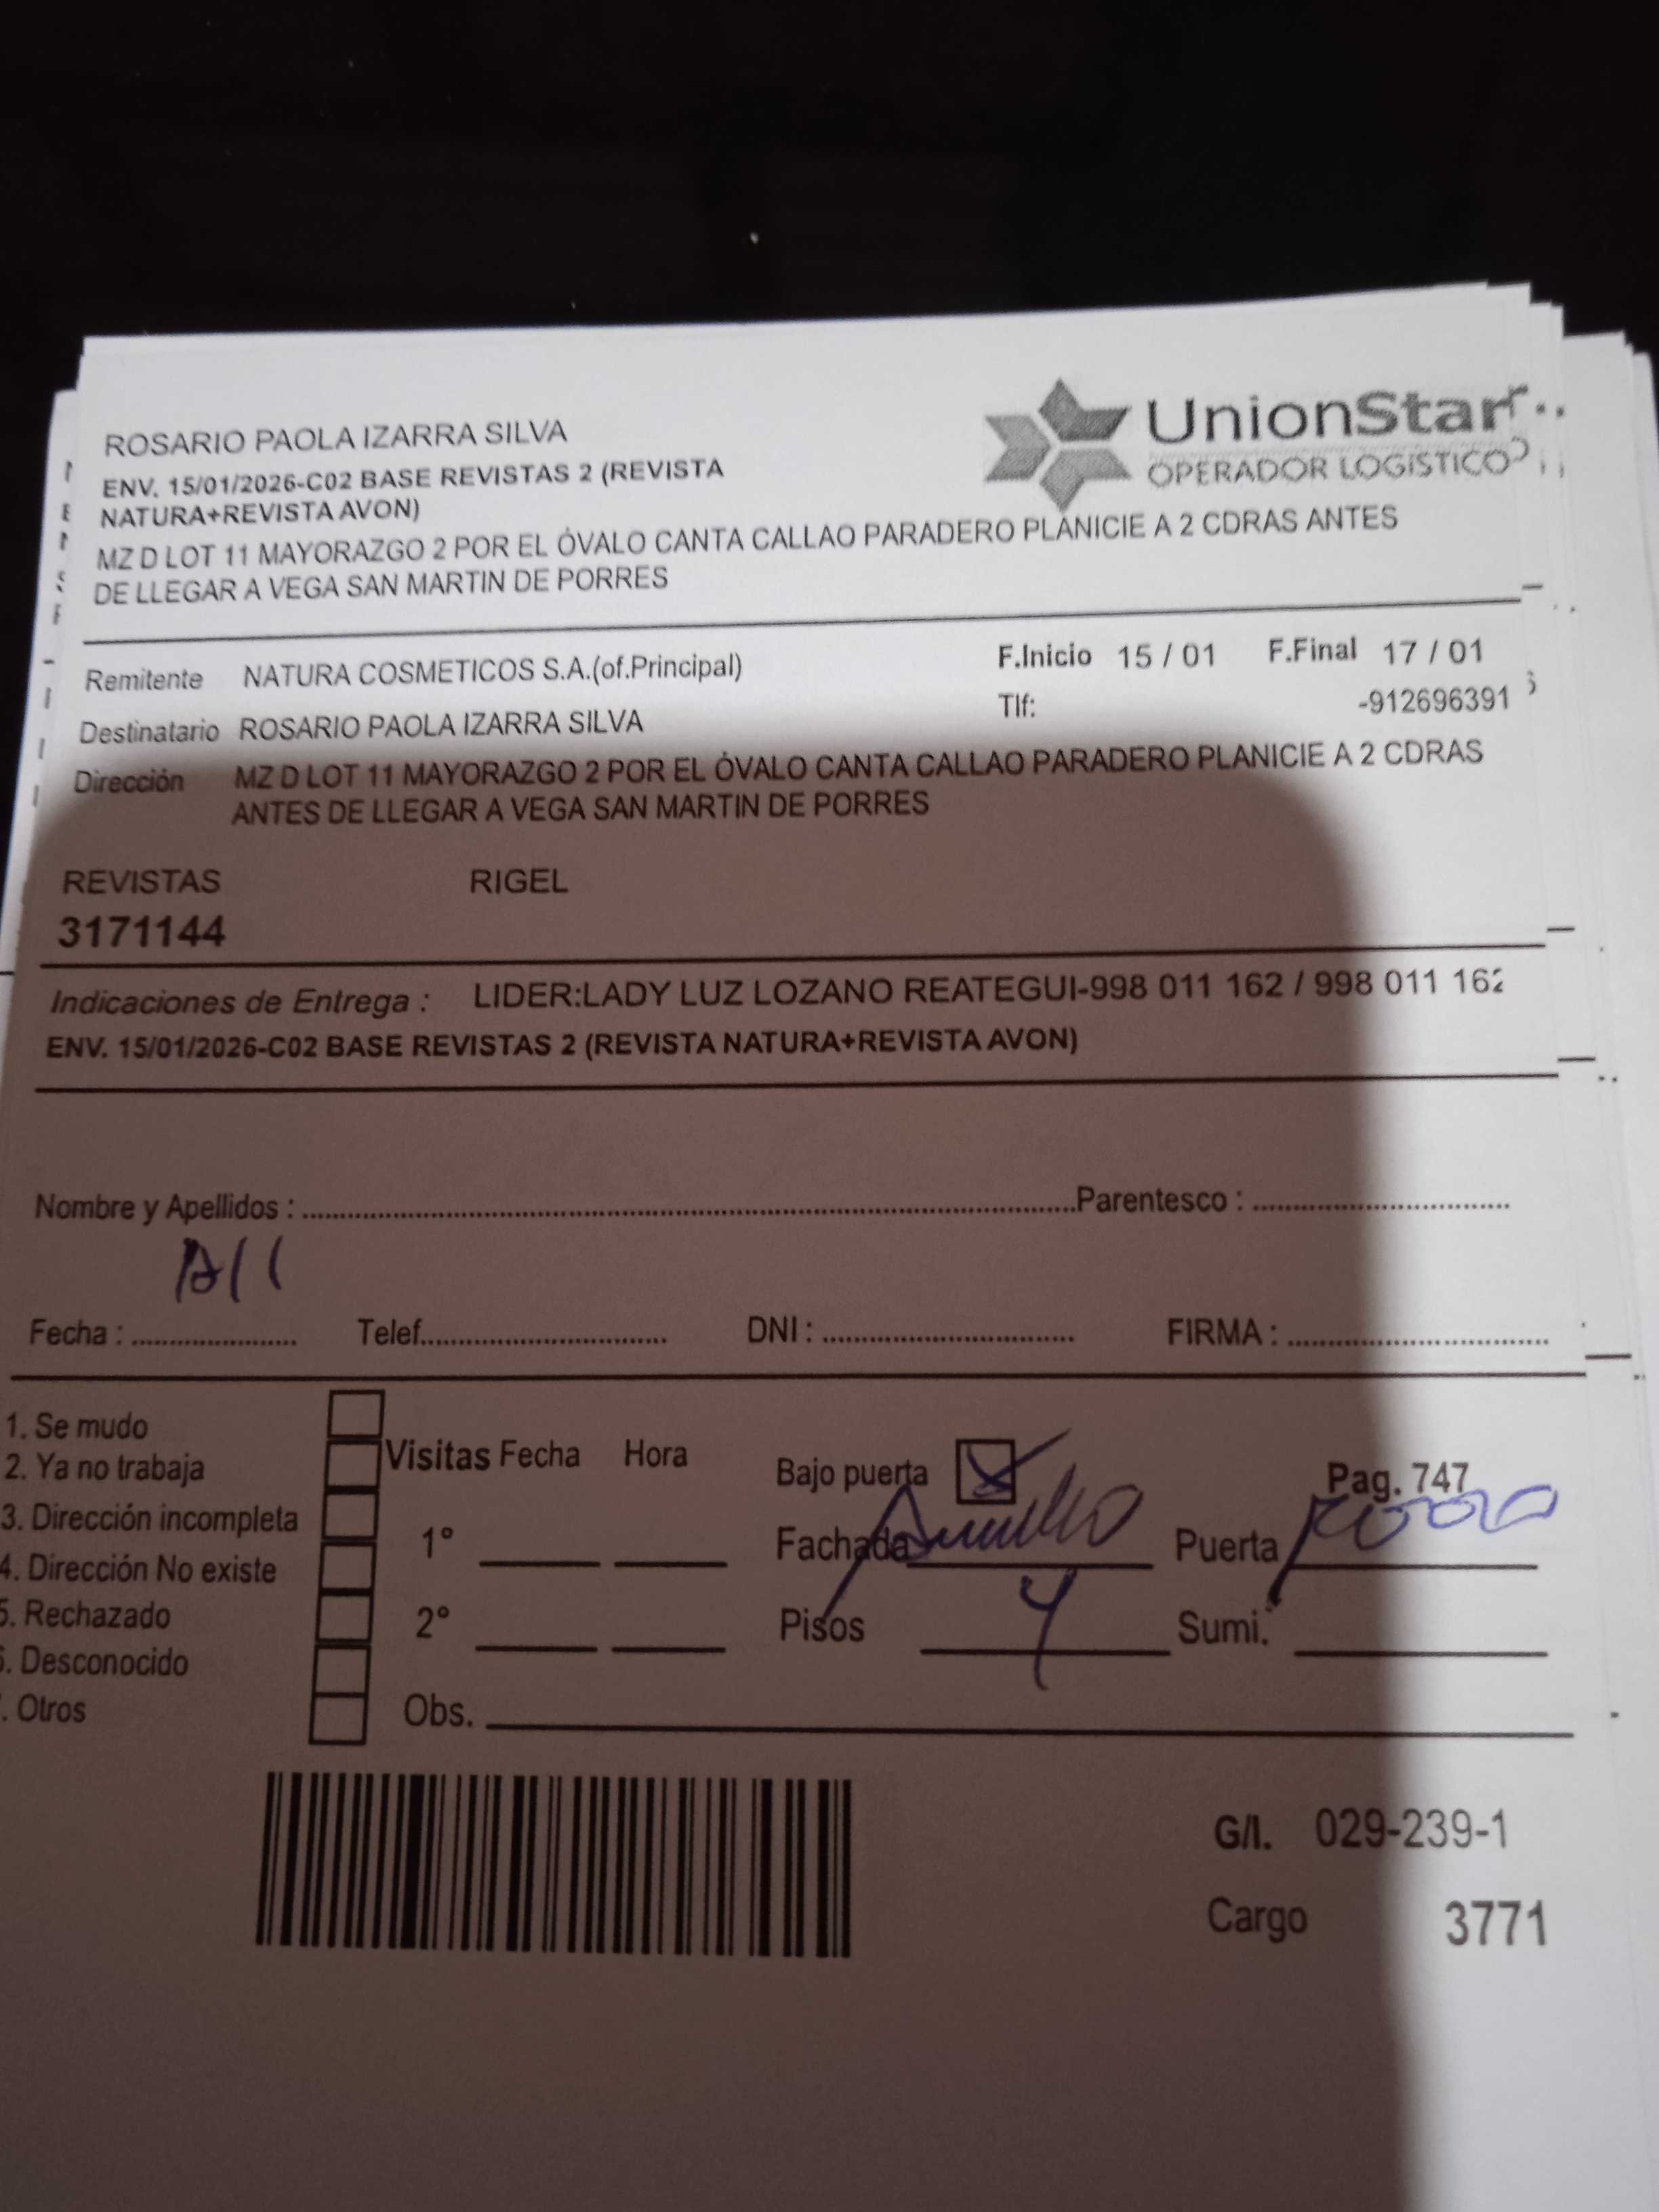 ROSARIO PAOLA IZARRA SILVA
UnionStar
OPERADOR LOGÍSTICO
ENV. 15/01/2026-C02 BASE REVISTAS 2 (REVISTA
NATURA+REVISTA AVON)
MZ D LOT 11 MAYORAZGO 2 POR EL ÓVALO CANTA CALLAO PARADERO PLANICIE A 2 CDRAS ANTES
DE LLEGAR A VEGA SAN MARTIN DE PORRES
Remitente NATURA COSMETICOS S.A.(of.Principal) F.Inicio 15 / 01 F.Final 17 / 01
Destinatario ROSARIO PAOLA IZARRA SILVA Tlf: -912696391
Dirección MZ D LOT 11 MAYORAZGO 2 POR EL ÓVALO CANTA CALLAO PARADERO PLANICIE A 2 CDRAS
ANTES DE LLEGAR A VEGA SAN MARTIN DE PORRES
REVISTAS RIGEL
3171144
Indicaciones de Entrega : LIDER:LADY LUZ LOZANO REATEGUI-998 011 162 / 998 011 162
ENV. 15/01/2026-C02 BASE REVISTAS 2 (REVISTA NATURA+REVISTA AVON)
Nombre y Apellidos : Parentesco :
Fecha : Telef. DNI : FIRMA :
1. Se mudo
2. Ya no trabaja
3. Dirección incompleta
4. Dirección No existe
5. Rechazado
6. Desconocido
. Otros
Visitas Fecha Hora
1°
2°
Obs.
Bajo puerta Pag. 747
Fachada Puerta
Pisos 4 Sumi.
G/I. 029-239-1
Cargo 3771